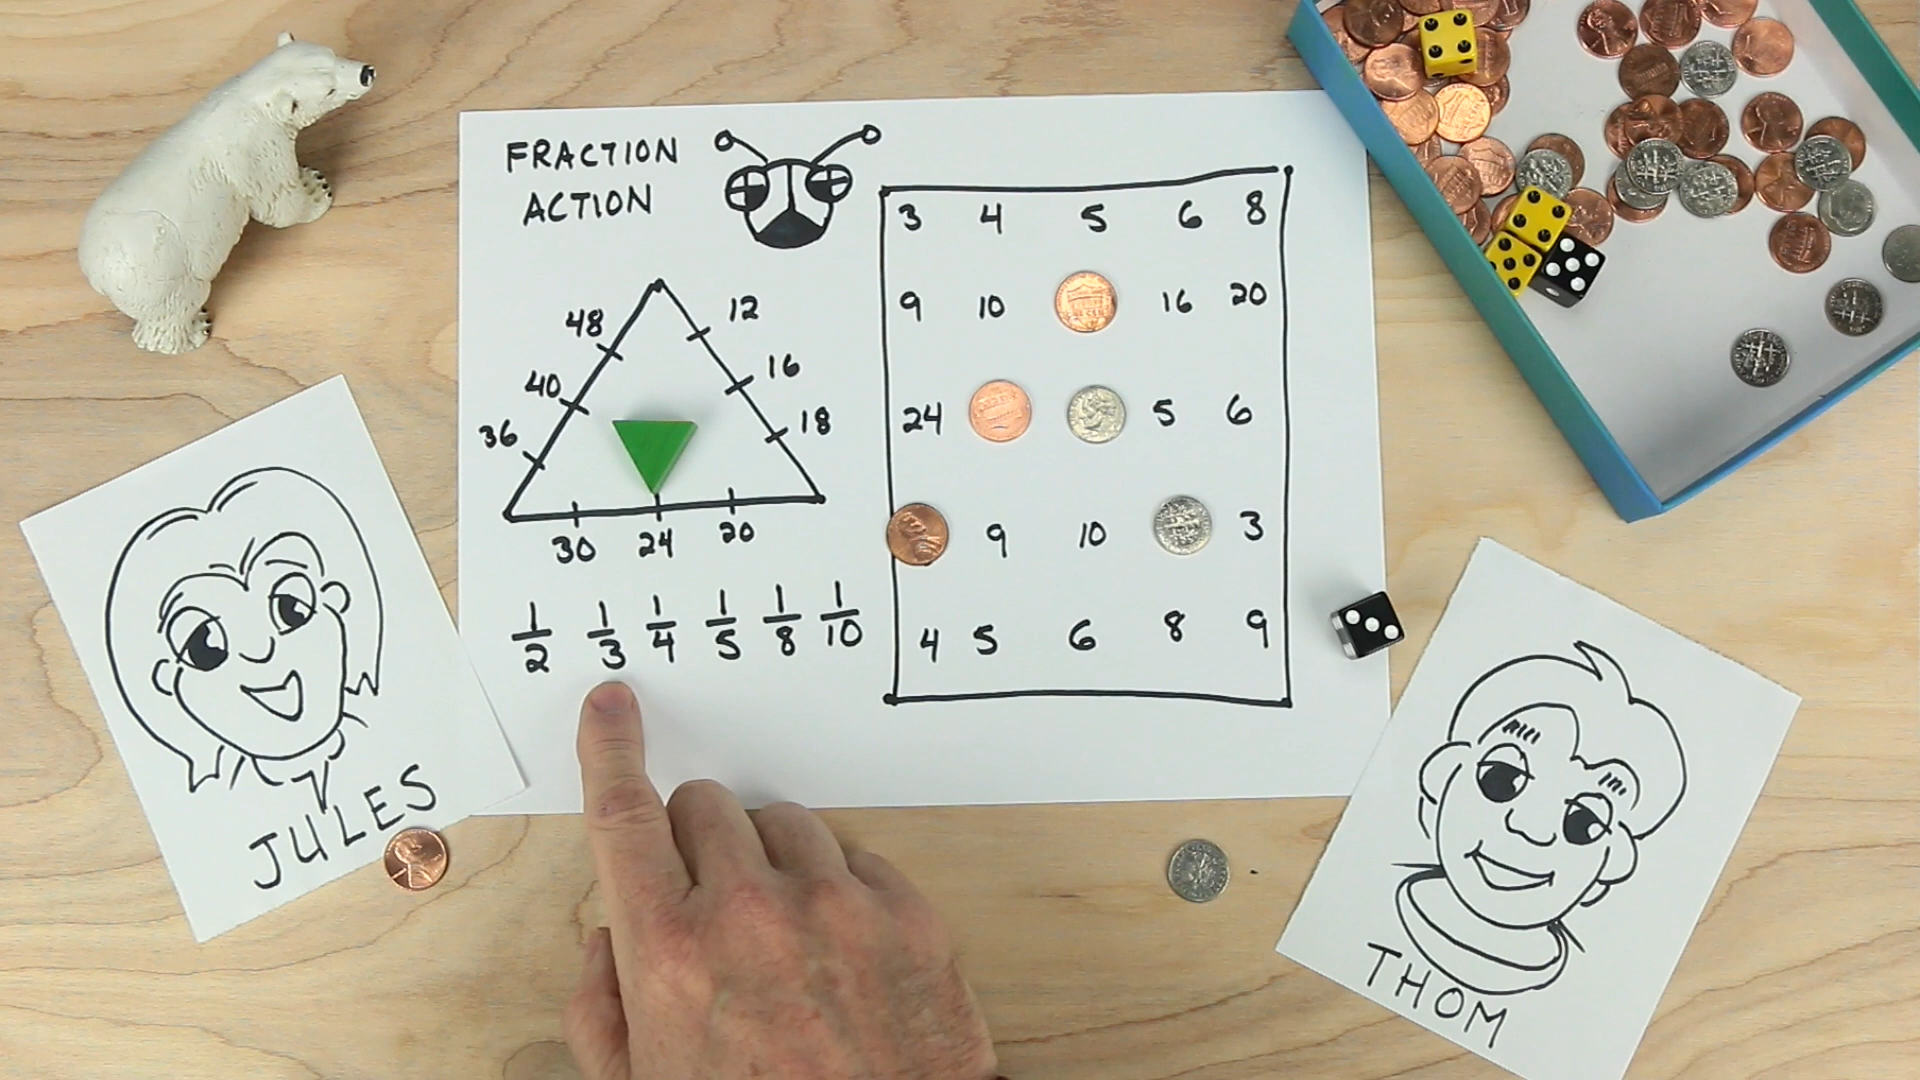 FRACTION
ACTION
48
40
36
12
16
18
30 24 20
1/2 1/3 1/4 1/5 1/8 1/10
3 4 5 6 8
9 10 16 20
24 5 6
9 10 3
4 5 6 8 9
JULES
THOM